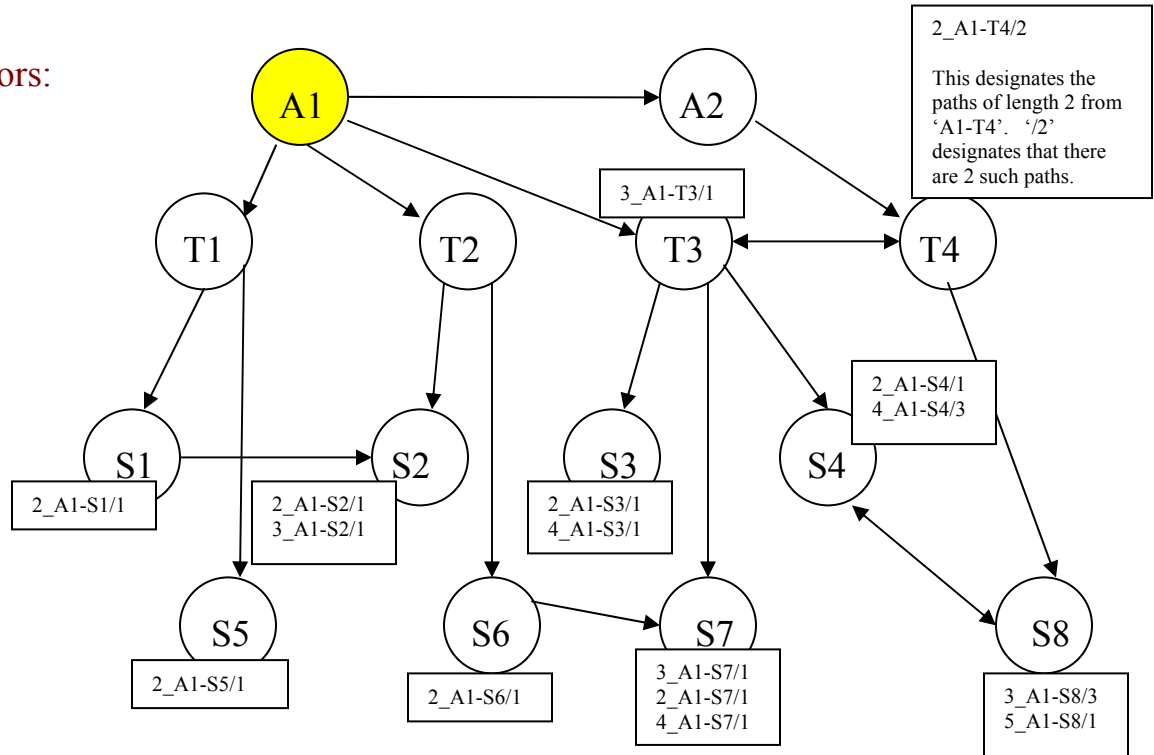 2_A1-T4/2
This designates the
paths of length 2 from
‘A1-T4’. ‘/2’
designates that there
are 2 such paths.
ors:
A1
A2
3_A1-T3/1
T1
T2
T3
T4
2_A1-S4/1
4_A1-S4/3
S1
S2
S3
S4
2_A1-S1/1
2_A1-S2/1
3_A1-S2/1
2_A1-S3/1
4_A1-S3/1
S5
S6
S7
S8
2_A1-S5/1
2_A1-S6/1
3_A1-S7/1
2_A1-S7/1
4_A1-S7/1
3_A1-S8/3
5_A1-S8/1